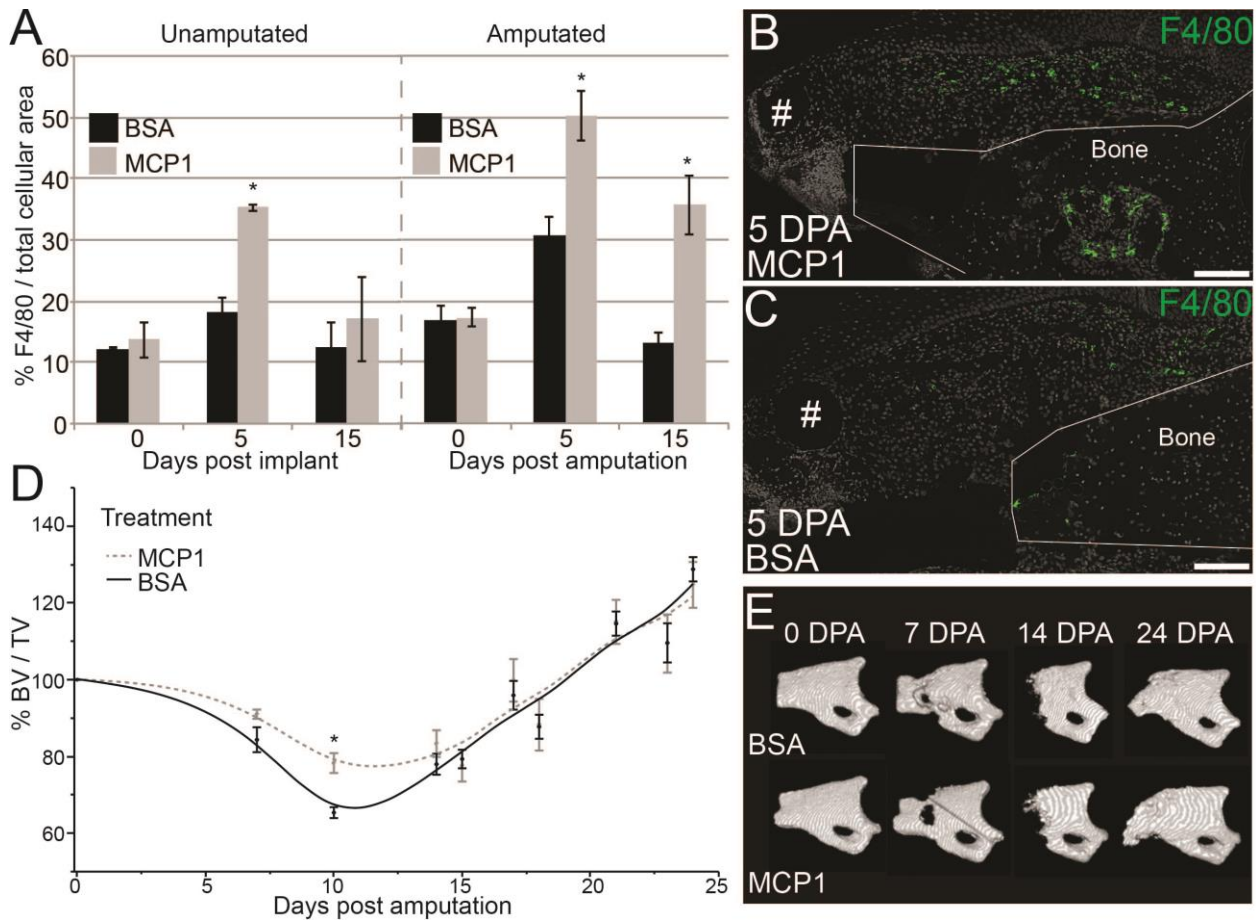 A
Unamputated
Amputated
% F4/80 / total cellular area
60
50
40
30
20
10
0
BSA
MCP1
BSA
MCP1
*
*
*
0 5 15
0 5 15
Days post implant
Days post amputation
B
F4/80
#
Bone
5 DPA
MCP1
C
F4/80
#
Bone
5 DPA
BSA
D
Treatment
MCP1
BSA
% BV / TV
140
120
100
80
60
*
0 5 10 15 20 25
Days post amputation
E
0 DPA 7 DPA 14 DPA 24 DPA
BSA
MCP1